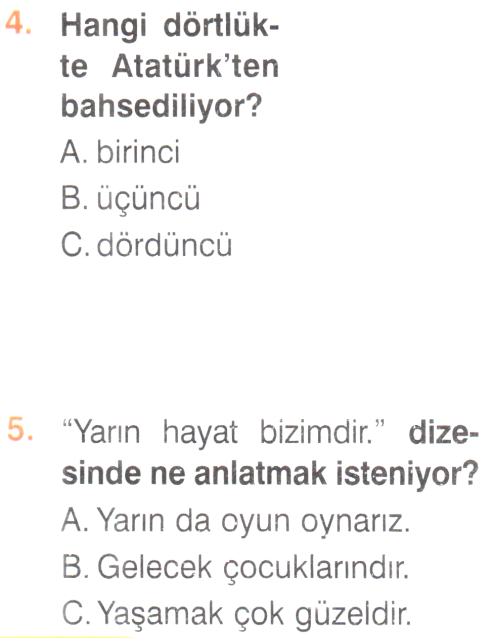 4. Hangi dörtlük-
te Atatürk'ten
bahsediliyor?
A. birinci
B. üçüncü
C. dördüncü
5. “Yarın hayat bizimdir.” dize-
sinde ne anlatmak isteniyor?
A. Yarın da oyun oynarız.
B. Gelecek çocuklarındır.
C. Yaşamak çok güzeldir.